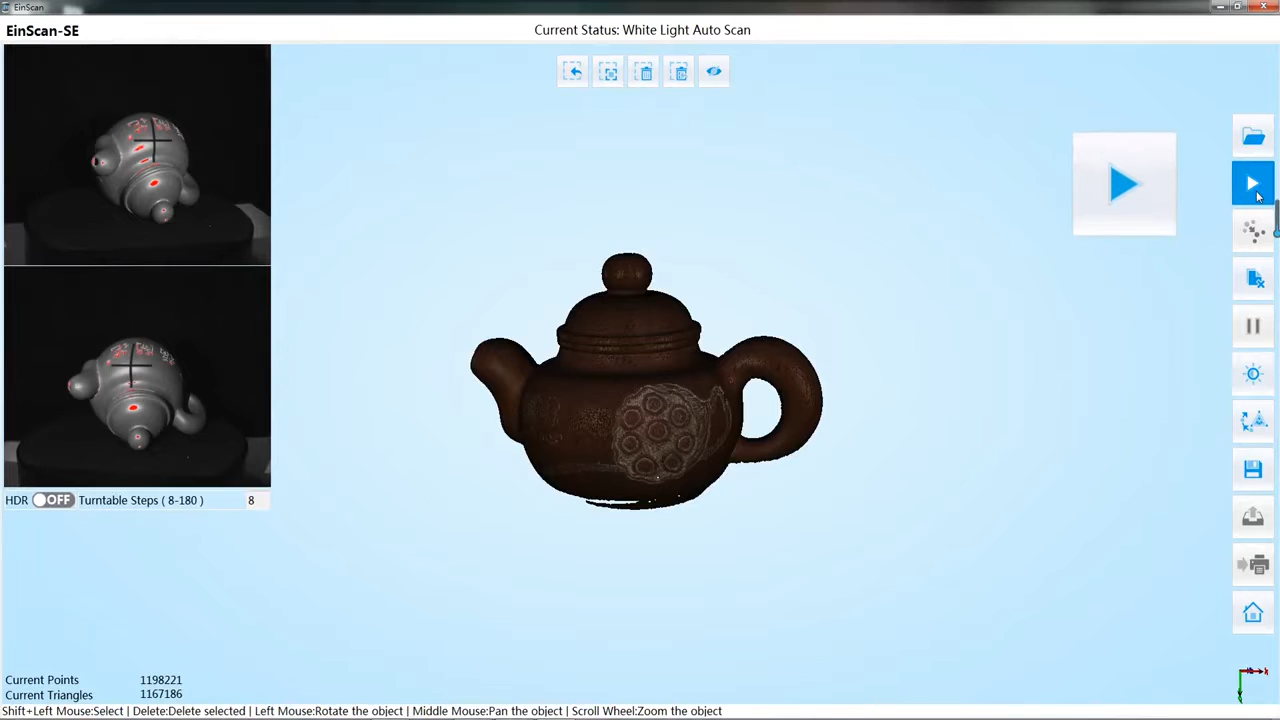 EinScan
EinScan-SE
Current Status: White Light Auto Scan
HDR OFF Turntable Steps ( 8-180 ) 8
Current Points 1198221
Current Triangles 1167186
Shift+Left Mouse:Select | Delete:Delete selected | Left Mouse:Rotate the object | Middle Mouse:Pan the object | Scroll Wheel:Zoom the object